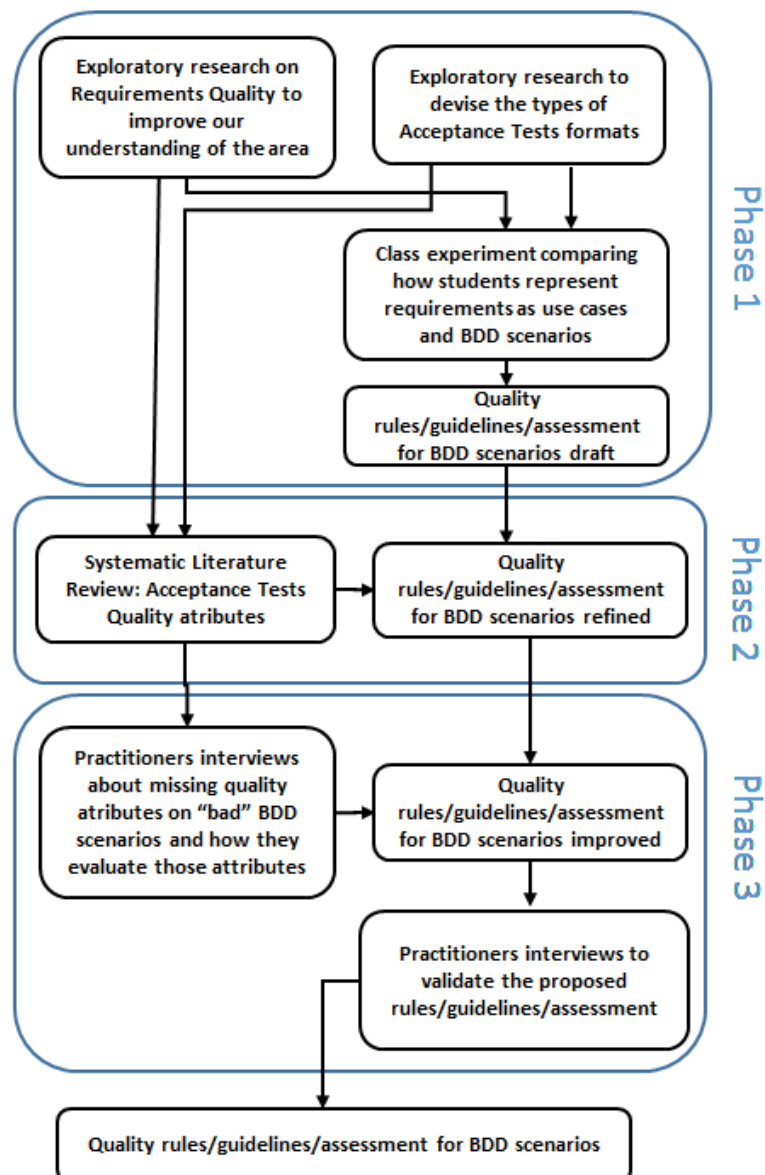 Exploratory research on
Requirements Quality to
improve our
understanding of the area
Exploratory research to
devise the types of
Acceptance Tests formats
Class experiment comparing
how students represent
requirements as use cases
and BDD scenarios
Quality
rules/guidelines/assessment
for BDD scenarios draft
Phase 1
Systematic Literature
Review: Acceptance Tests
Quality atributes
Quality
rules/guidelines/assessment
for BDD scenarios refined
Phase 2
Practitioners interviews
about missing quality
atributes on “bad” BDD
scenarios and how they
evaluate those attributes
Quality
rules/guidelines/assessment
for BDD scenarios improved
Practitioners interviews to
validate the proposed
rules/guidelines/assessment
Phase 3
Quality rules/guidelines/assessment for BDD scenarios